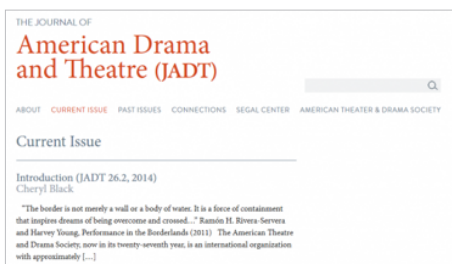 THE JOURNAL OF
American Drama
and Theatre (JADT)
ABOUT CURRENT ISSUE PAST ISSUES CONNECTIONS SEGAL CENTER AMERICAN THEATER & DRAMA SOCIETY
Current Issue
Introduction (JADT 26.2, 2014)
Cheryl Black
"The border is not merely a wall or a body of water. It is a force of containment
that inspires dreams of being overcome and crossed…" Ramón H. Rivera-Servera
and Harvey Young, Performance in the Borderlands (2011) The American Theatre
and Drama Society, now in its twenty-seventh year, is an international organization
with approximately […]